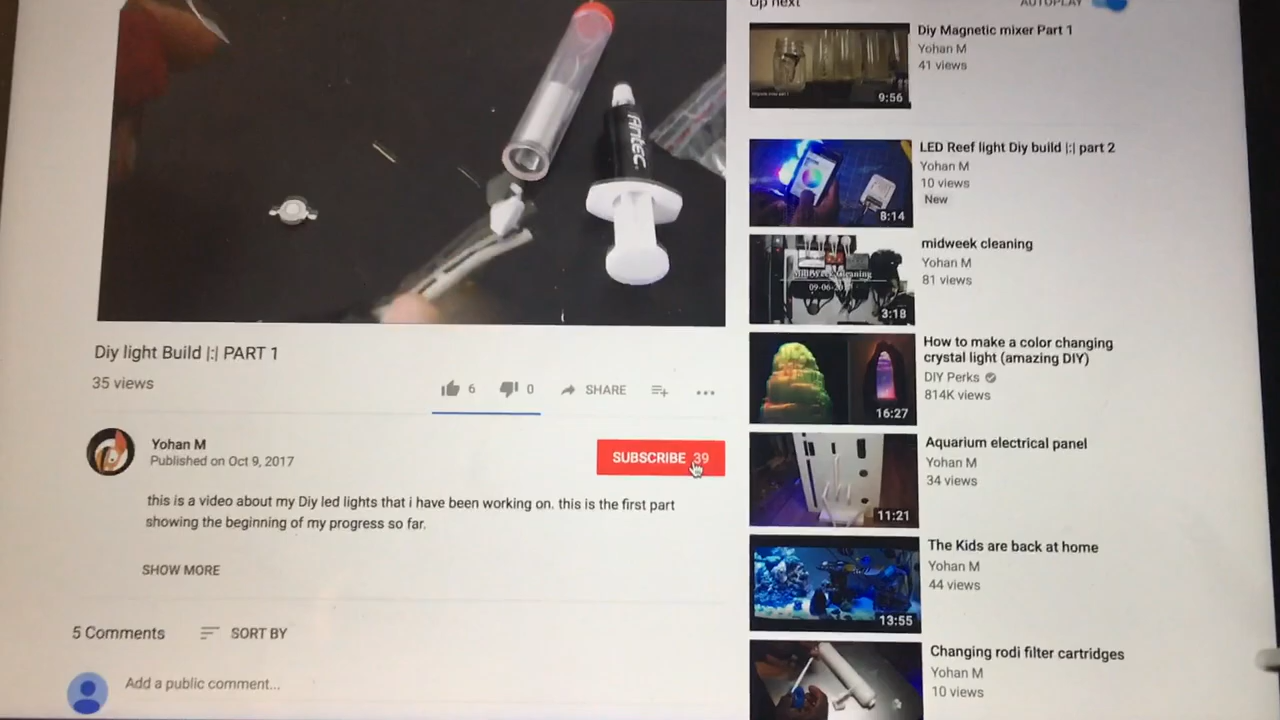 Up next
AUTOPLAY
Antec.
Diy Magnetic mixer Part 1
Yohan M
41 views
9:56
LED Reef light Diy build |:| part 2
Yohan M
10 views
New
8:14
midweek cleaning
Yohan M
81 views
MidWeek Cleaning
3:18
How to make a color changing
crystal light (amazing DIY)
DIY Perks
814K views
16:27
Diy light Build |:| PART 1
35 views
6
0
SHARE
Yohan M
Published on Oct 9, 2017
SUBSCRIBE 39
this is a video about my Diy led lights that i have been working on. this is the first part
showing the beginning of my progress so far.
SHOW MORE
5 Comments
SORT BY
Add a public comment...
Aquarium electrical panel
Yohan M
34 views
11:21
The Kids are back at home
Yohan M
44 views
13:55
Changing rodi filter cartridges
Yohan M
10 views